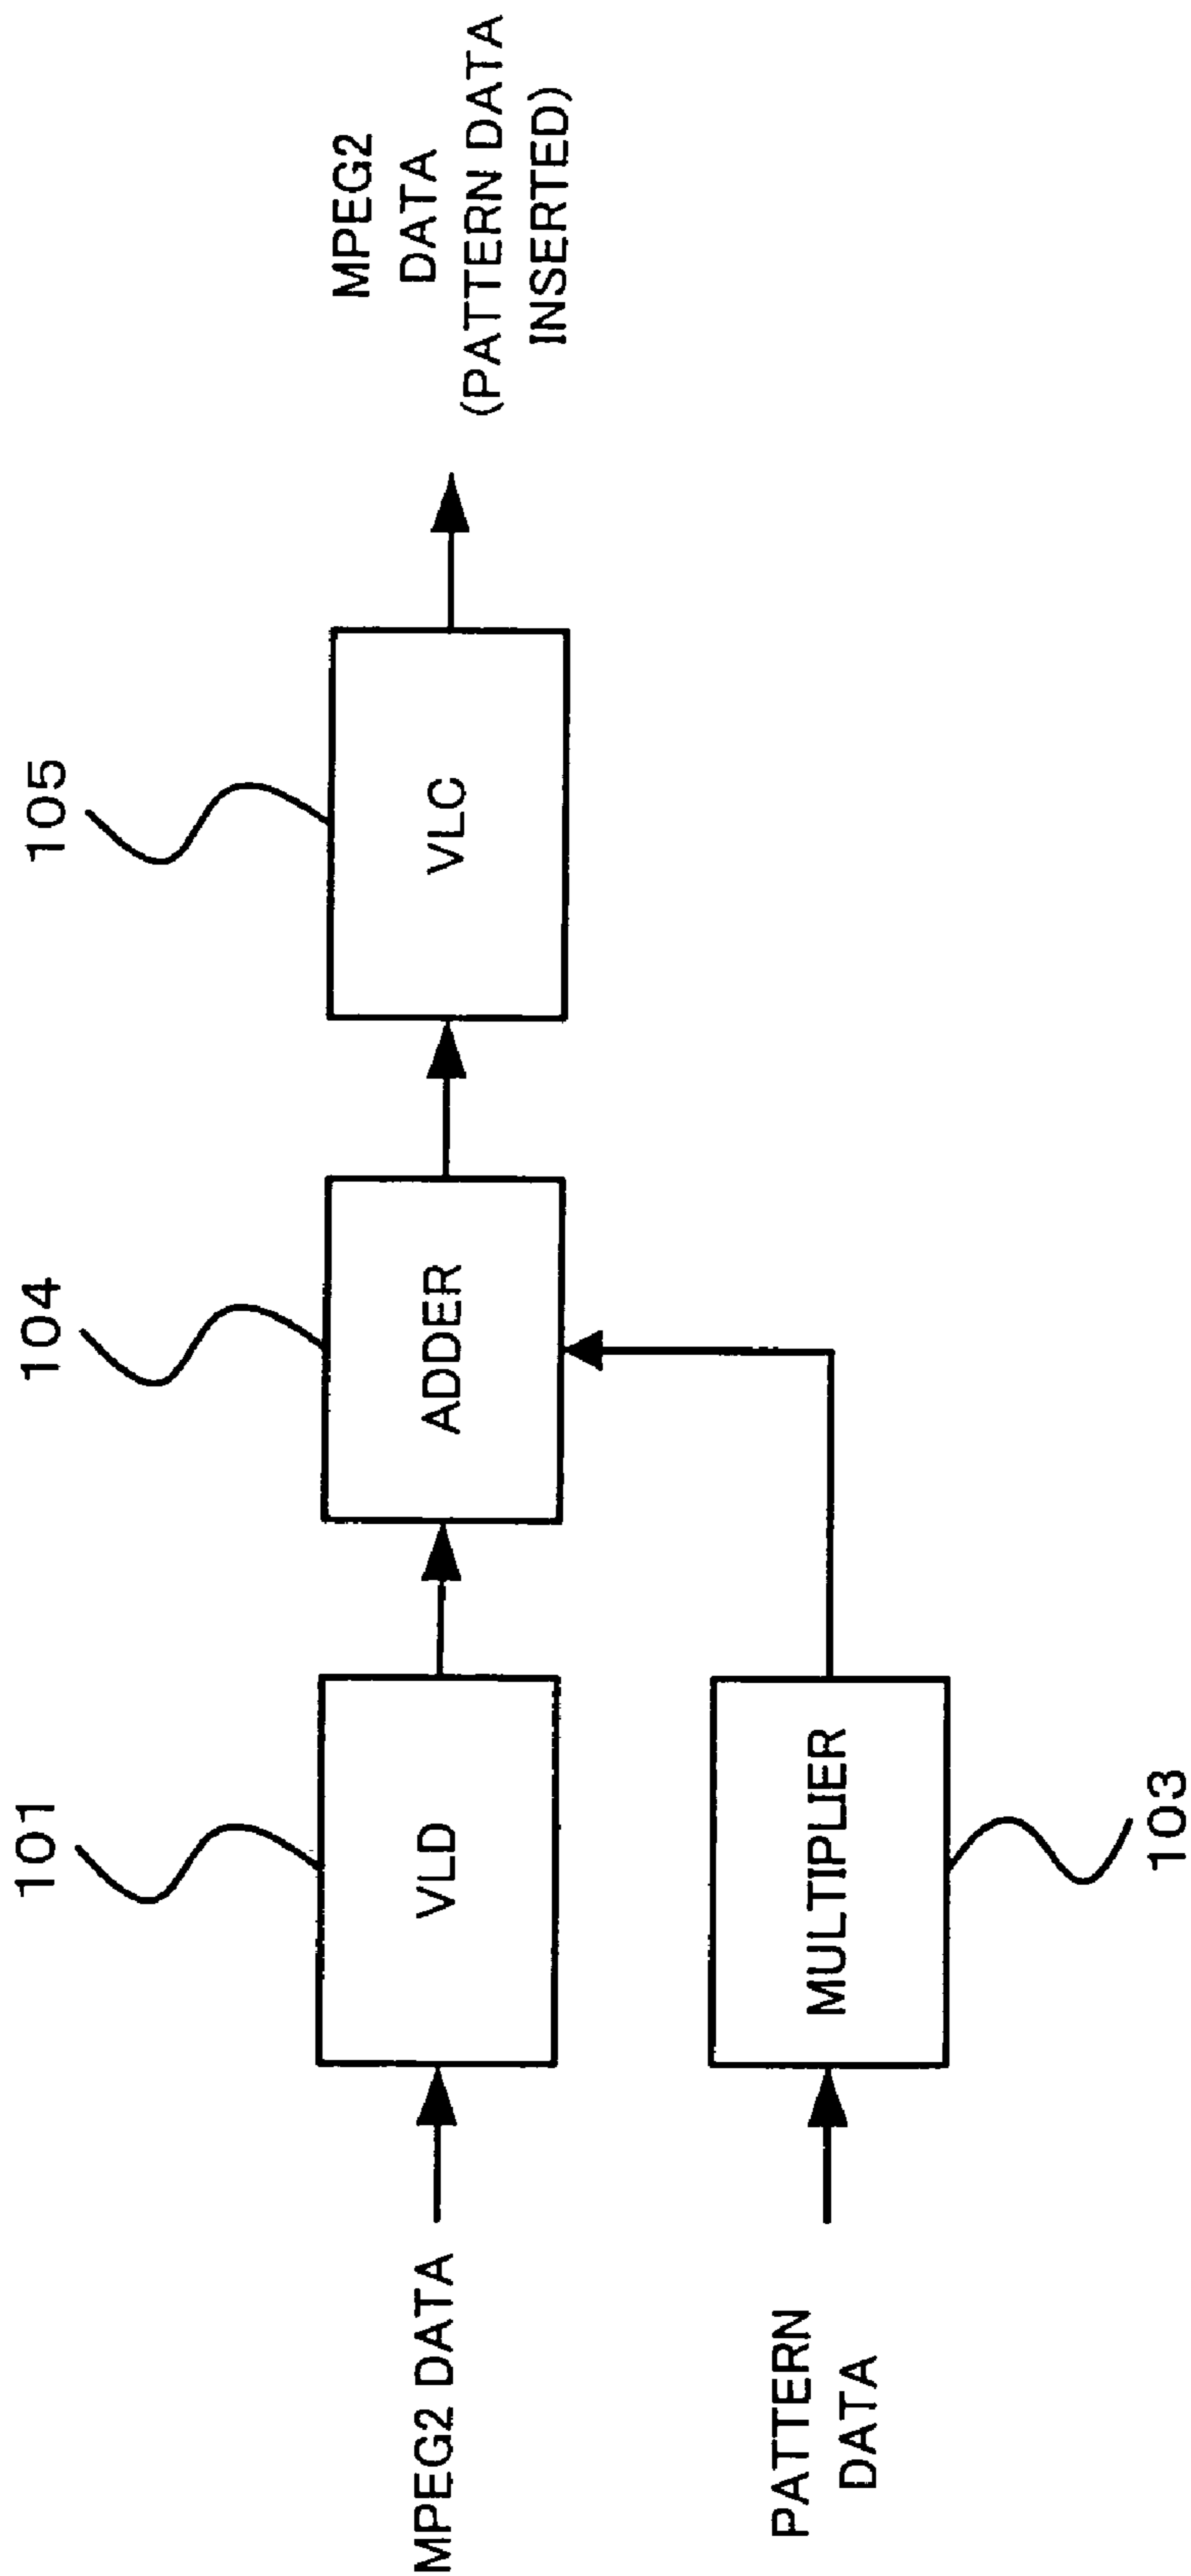 105
104
101
MPEG2
DATA
(PATTERN DATA
INSERTED)
VLC
ADDER
VLD
MPEG2 DATA
MULTIPLIER
PATTERN
DATA
103